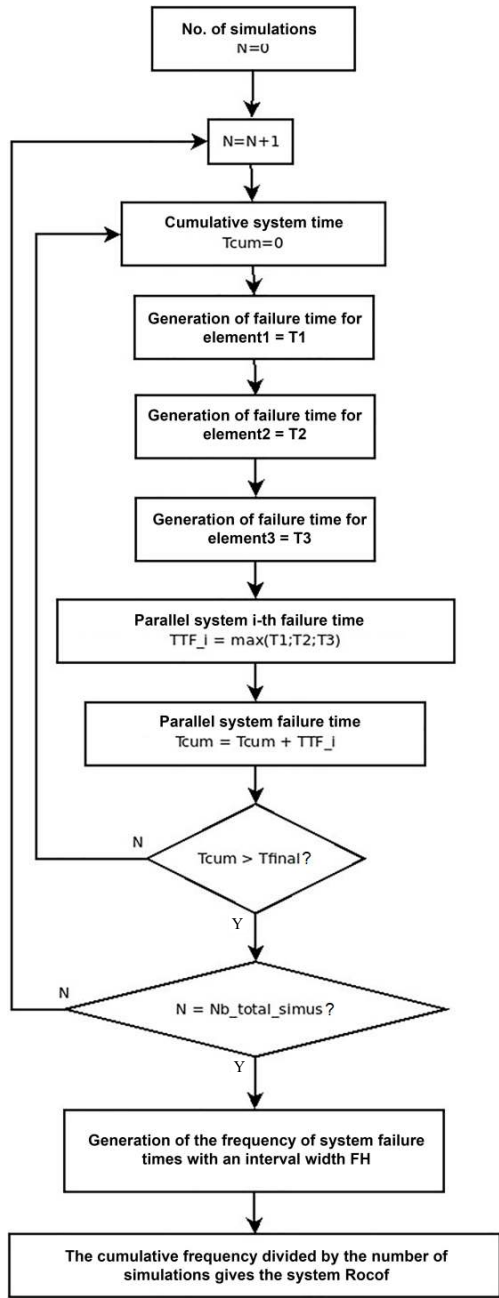 No. of simulations
N=0
N=N+1
Cumulative system time
Tcum=0
Generation of failure time for
element1 = T1
Generation of failure time for
element2 = T2
Generation of failure time for
element3 = T3
Parallel system i-th failure time
TTF_i = max(T1;T2;T3)
Parallel system failure time
Tcum = Tcum + TTF_i
N
Tcum > Tfinal?
Y
N
N = Nb_total_simus?
Y
Generation of the frequency of system failure
times with an interval width FH
The cumulative frequency divided by the number of
simulations gives the system Rocof